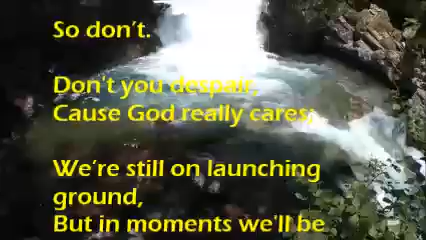 So don't.
Don't you despair,
Cause God really cares;
We're still on launching
ground,
But in moments we'll be